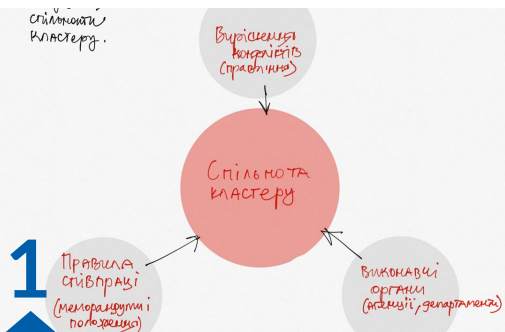 спільноти
кластеру.
Вирішення
конфліктів
(правління)
Спільнота
кластеру
1
Правила
співпраці
(меморандуми і
положення)
Виконавчі
органи
(агенції, департаменти)